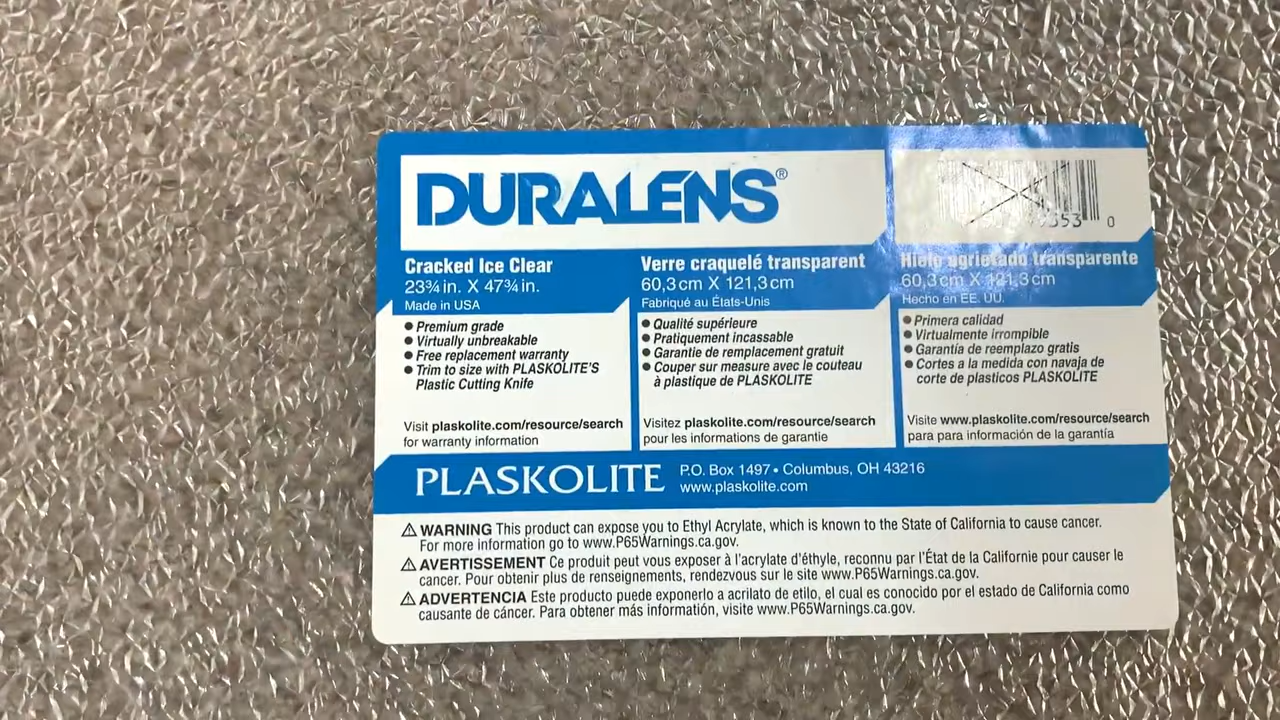 DURALENS®
9353 0
Cracked Ice Clear
23¾ in. X 47¾ in.
Made in USA
● Premium grade
● Virtually unbreakable
● Free replacement warranty
● Trim to size with PLASKOLITE'S
Plastic Cutting Knife
Visit plaskolite.com/resource/search
for warranty information
Verre craquelé transparent
60,3 cm X 121,3 cm
Fabriqué au États-Unis
● Qualité supérieure
● Pratiquement incassable
● Garantie de remplacement gratuit
● Couper sur measure avec le couteau
à plastique de PLASKOLITE
Visitez plaskolite.com/resource/search
pour les informations de garantie
Hielo agrietado transparente
60,3 cm X 121,3 cm
Hecho en EE. UU.
● Primera calidad
● Virtualmente irrompible
● Garantía de reemplazo gratis
● Cortes a la medida con navaja de
corte de plasticos PLASKOLITE
Visite www.plaskolite.com/resource/search
para para información de la garantía
PLASKOLITE
P.O. Box 1497 • Columbus, OH 43216
www.plaskolite.com
⚠ WARNING This product can expose you to Ethyl Acrylate, which is known to the State of California to cause cancer.
For more information go to www.P65Warnings.ca.gov.
⚠ AVERTISSEMENT Ce produit peut vous exposer à l'acrylate d'éthyle, reconnu par l'État de la Californie pour causer le
cancer. Pour obtenir plus de renseignements, rendezvous sur le site www.P65Warnings.ca.gov.
⚠ ADVERTENCIA Este producto puede exponerlo a acrilato de etilo, el cual es conocido por el estado de California como
causante de cáncer. Para obtener más información, visite www.P65Warnings.ca.gov.